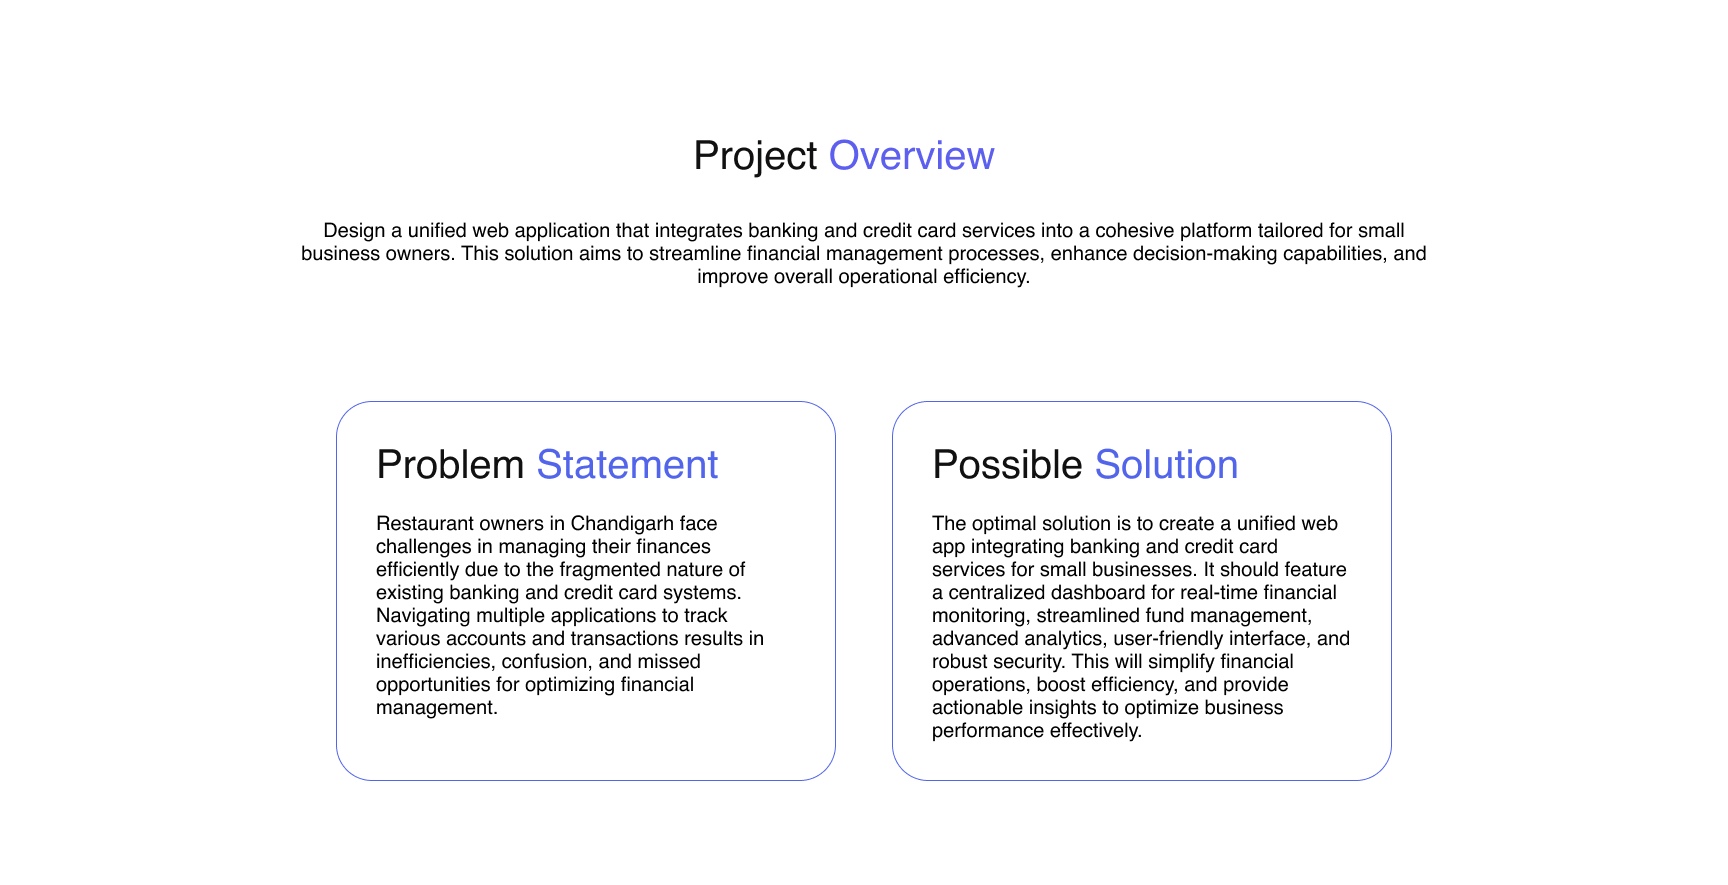 Project Overview
Design a unified web application that integrates banking and credit card services into a cohesive platform tailored for small
business owners. This solution aims to streamline financial management processes, enhance decision-making capabilities, and
improve overall operational efficiency.
Problem Statement
Restaurant owners in Chandigarh face
challenges in managing their finances
efficiently due to the fragmented nature of
existing banking and credit card systems.
Navigating multiple applications to track
various accounts and transactions results in
inefficiencies, confusion, and missed
opportunities for optimizing financial
management.
Possible Solution
The optimal solution is to create a unified web
app integrating banking and credit card
services for small businesses. It should feature
a centralized dashboard for real-time financial
monitoring, streamlined fund management,
advanced analytics, user-friendly interface, and
robust security. This will simplify financial
operations, boost efficiency, and provide
actionable insights to optimize business
performance effectively.